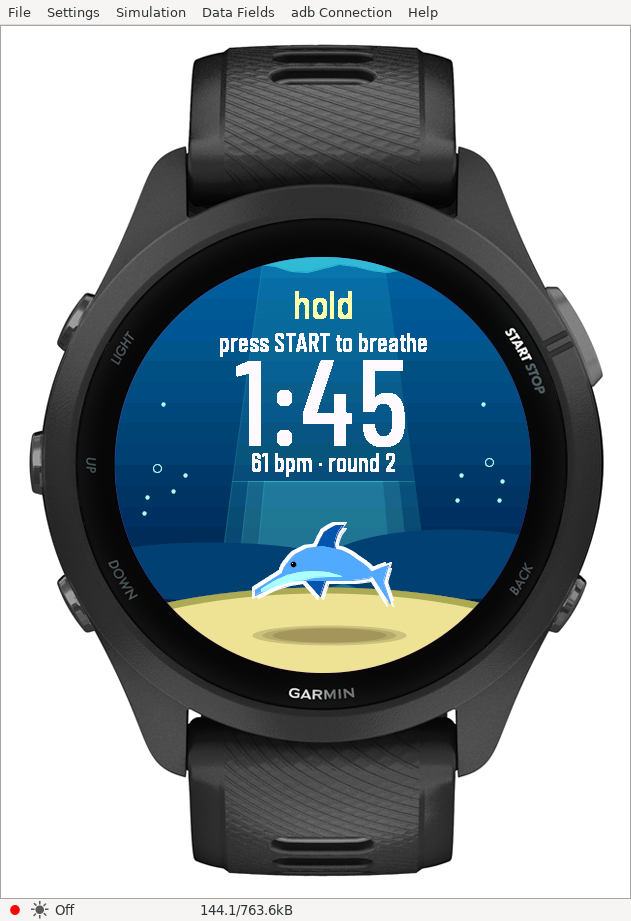 File Settings Simulation Data Fields adb Connection Help
hold
press START to breathe
1:45
61 bpm · round 2
LIGHT
START STOP
UP
DOWN
BACK
GARMIN
Off 144.1/763.6kB